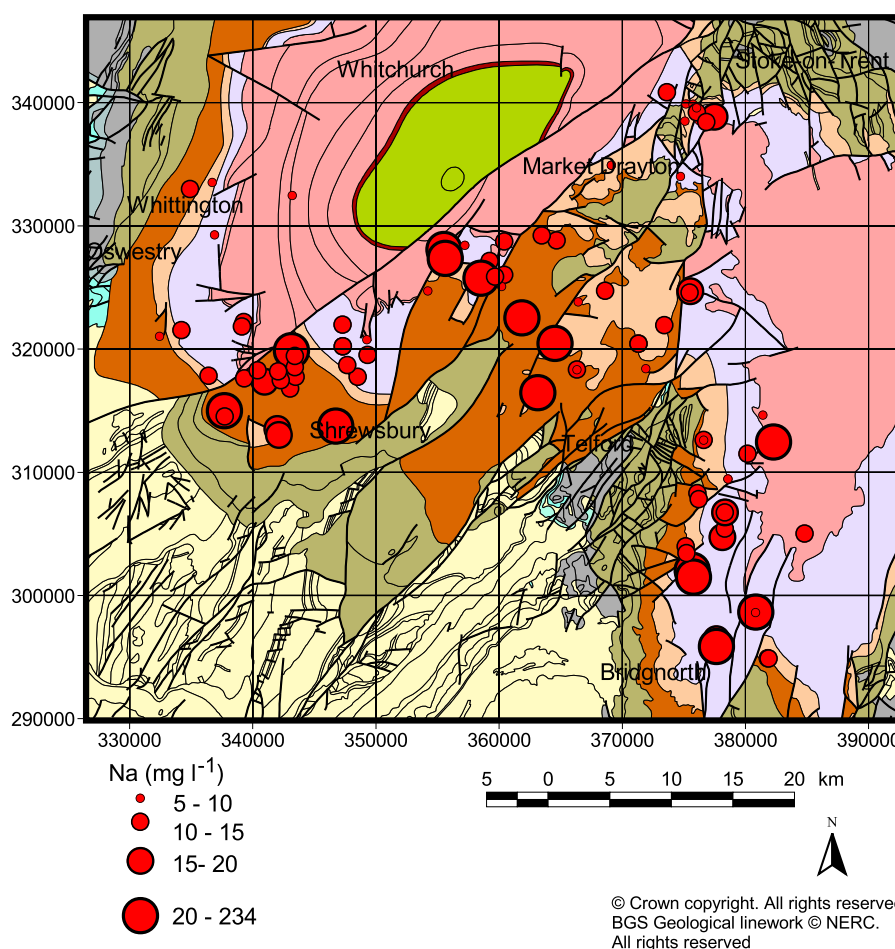 Whitchurch
Stoke-on-Trent
340000
Market Drayton
Whittington
330000
Oswestry
320000
Shrewsbury
Telford
310000
300000
Bridgnorth
290000
330000 340000 350000 360000 370000 380000 390000
Na (mg l-1)
5 - 10
10 - 15
15- 20
20 - 234
5 0 5 10 15 20 km
N
© Crown copyright. All rights reserve
BGS Geological linework © NERC.
All rights reserved